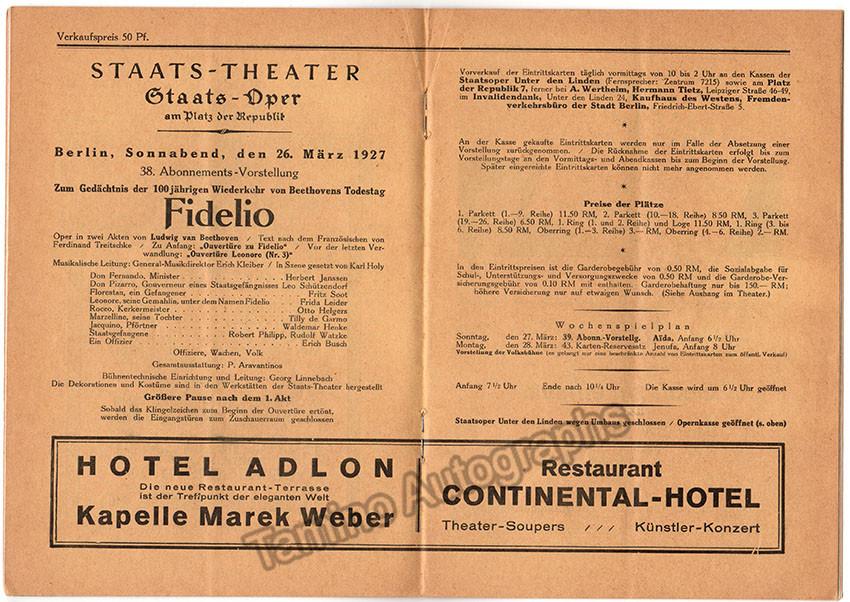 Verkaufspreis 50 Pf.
STAATS-THEATER
Staats-Oper
am Platz der Republik
Berlin, Sonnabend, den 26. März 1927
38. Abonnements-Vorstellung
Zum Gedächtnis der 100jährigen Wiederkehr von Beethovens Todestag
Fidelio
Oper in zwei Akten von Ludwig van Beethoven / Text nach dem Französischen von
Ferdinand Treitschke / Zu Anfang: „Ouvertüre zu Fidelio" / Vor der letzten Ver-
wandlung: „Ouvertüre Leonore (Nr. 3)"
Musikalische Leitung: General-Musikdirektor Erich Kleiber / In Szene gesetzt von Karl Holy
Don Fernando, Minister Herbert Janssen
Don Pizarro, Gouverneur eines Staatsgefängnisses Leo Schützendorf
Florestan, ein Gefangener Fritz Soot
Leonore, seine Gemahlin, unter dem Namen Fidelio Frida Leider
Rocco, Kerkermeister Otto Helgers
Marzelline, seine Tochter Tilly de Garmo
Jacquino, Pförtner Waldemar Henke
Staatsgefangene Robert Philipp, Rudolf Watzke
Ein Offizier Erich Busch
Offiziere, Wachen, Volk
Gesamtausstattung: P. Aravantinos
Bühnentechnische Einrichtung und Leitung: Georg Linnebach
Die Dekorationen und Kostüme sind in den Werkstätten der Staats-Theater hergestellt
Größere Pause nach dem 1. Akt
Sobald das Klingelzeichen zum Beginn der Ouvertüre ertönt,
werden die Eingangstüren zum Zuschauerraum geschlossen
Vorverkauf der Eintrittskarten täglich vormittags von 10 bis 2 Uhr an den Kassen der
Staatsoper Unter den Linden (Fernsprecher: Zentrum 7215) sowie am Platz
der Republik 7, ferner bei A. Wertheim, Hermann Tietz, Leipziger Straße 46-49,
im Invalidendank, Unter den Linden 24, Kaufhaus des Westens, Fremden-
verkehrsbüro der Stadt Berlin, Friedrich-Ebert-Straße 5.
*
An der Kasse gekaufte Eintrittskarten werden nur im Falle der Absetzung einer
Vorstellung zurückgenommen. / Die Rücknahme der Eintrittskarten erfolgt bis zum
Vorstellungstage an den Vormittags- und Abendkassen bis zum Beginn der Vorstellung.
Später eingereichte Eintrittskarten können nicht mehr angenommen werden.
*
Preise der Plätze
1. Parkett (1.—9. Reihe) 11.50 RM, 2. Parkett (10.—18. Reihe) 8.50 RM, 3. Parkett
(19.—26. Reihe) 6.50 RM, 1. Ring (1. und 2. Reihe) und Loge 11.50 RM, 1. Ring (3. bis
6. Reihe) 8.50 RM, Oberring (1.—3. Reihe) 3.— RM, Oberring (4.—6. Reihe) 2.— RM.
*
In den Eintrittspreisen ist die Garderobegebühr von 0.50 RM, die Sozialabgabe für
Schul-, Unterstützungs- und Versorgungszwecke von 0.50 RM und die Garderobe-Ver-
sicherungsgebühr von 0.10 RM mit enthalten. Garderobehaftung nur bis 150.— RM;
höhere Versicherung nur auf etwaigen Wunsch. (Siehe Aushang im Theater.)
Wochenspielplan
Sonntag, den 27. März: 39. Abonn.-Vorstellg. Aïda, Anfang 6 1/2 Uhr
Montag, den 28. März: 43. Karten-Reservesatz Jenufa, Anfang 8 Uhr
Vorstellung der Volksbühne (es gelangt nur eine beschränkte Anzahl von Eintrittskarten zum öffentl. Verkauf)
Anfang 7 1/2 Uhr Ende nach 10 1/4 Uhr Die Kasse wird um 6 1/2 Uhr geöffnet
Staatsoper Unter den Linden wegen Umbaus geschlossen / Opernkasse geöffnet (s. oben)
HOTEL ADLON
Die neue Restaurant-Terrasse
ist der Treffpunkt der eleganten Welt
Kapelle Marek Weber
Restaurant
CONTINENTAL-HOTEL
Theater-Soupers / / / Künstler-Konzert
Tamino Autographs